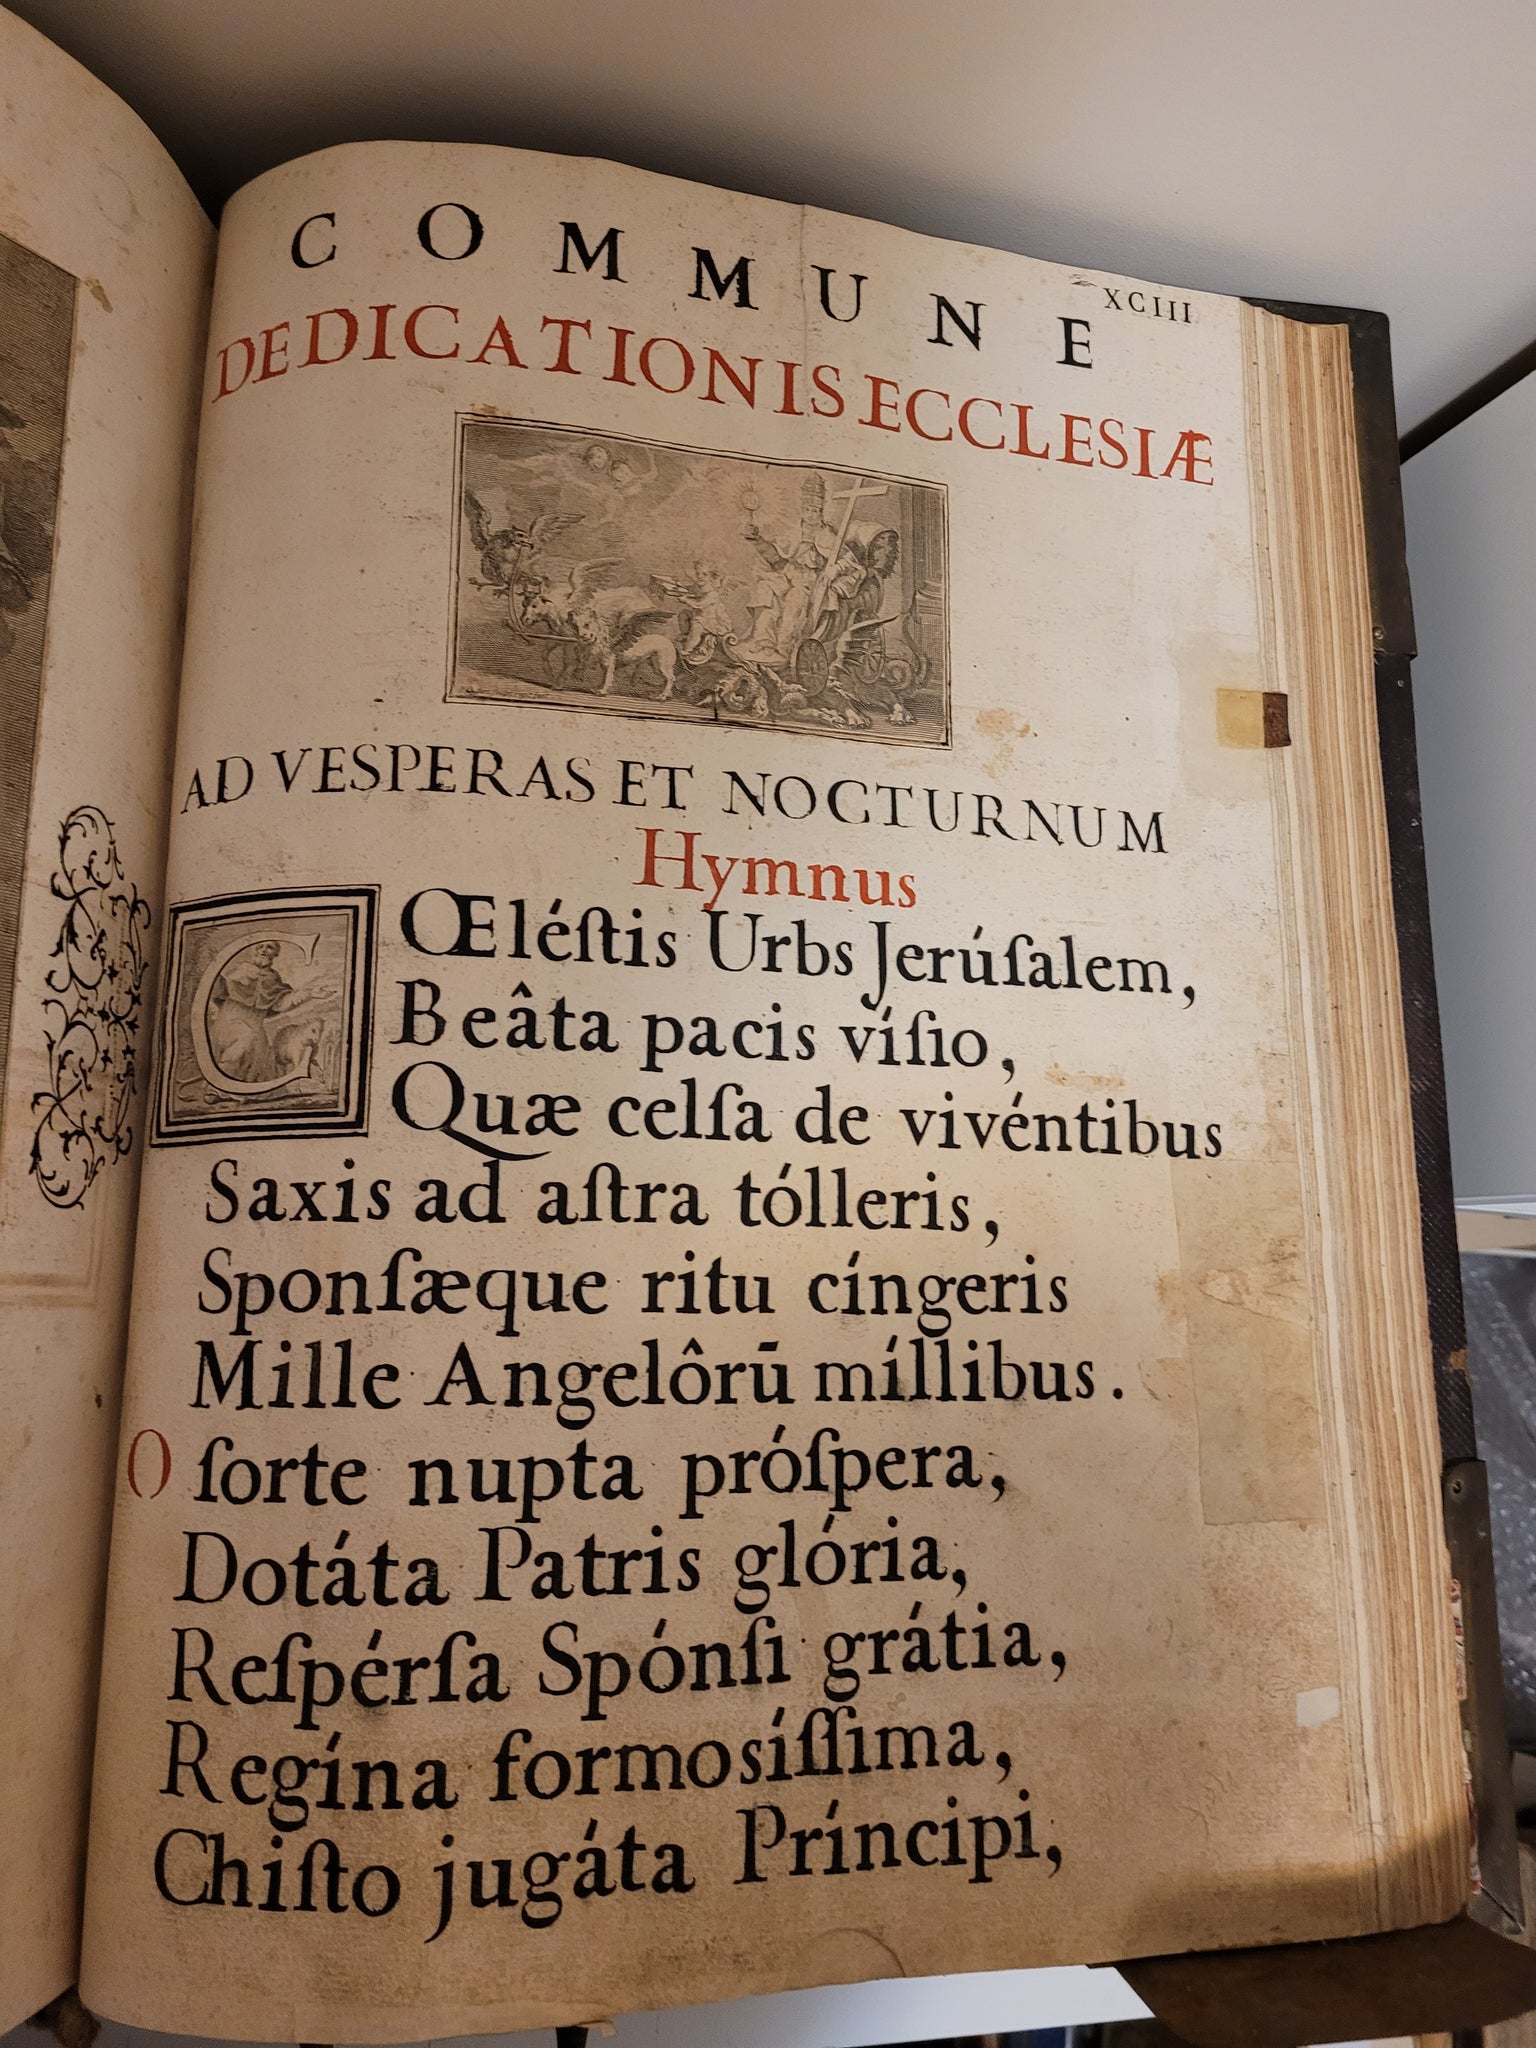 XCIII
COMMUNE
DEDICATIONIS ECCLESIÆ
AD VESPERAS ET NOCTURNUM
Hymnus
CŒléſtis Urbs Jerúſalem,
Beâta pacis víſio,
Quæ celſa de vivéntibus
Saxis ad aſtra tólleris,
Sponſæque ritu cíngeris
Mille Angelôrū míllibus.
O ſorte nupta próſpera,
Dotáta Patris glória,
Reſpérſa Spónſi grátia,
Regína formosíſſima,
Chiſto jugáta Príncipi,